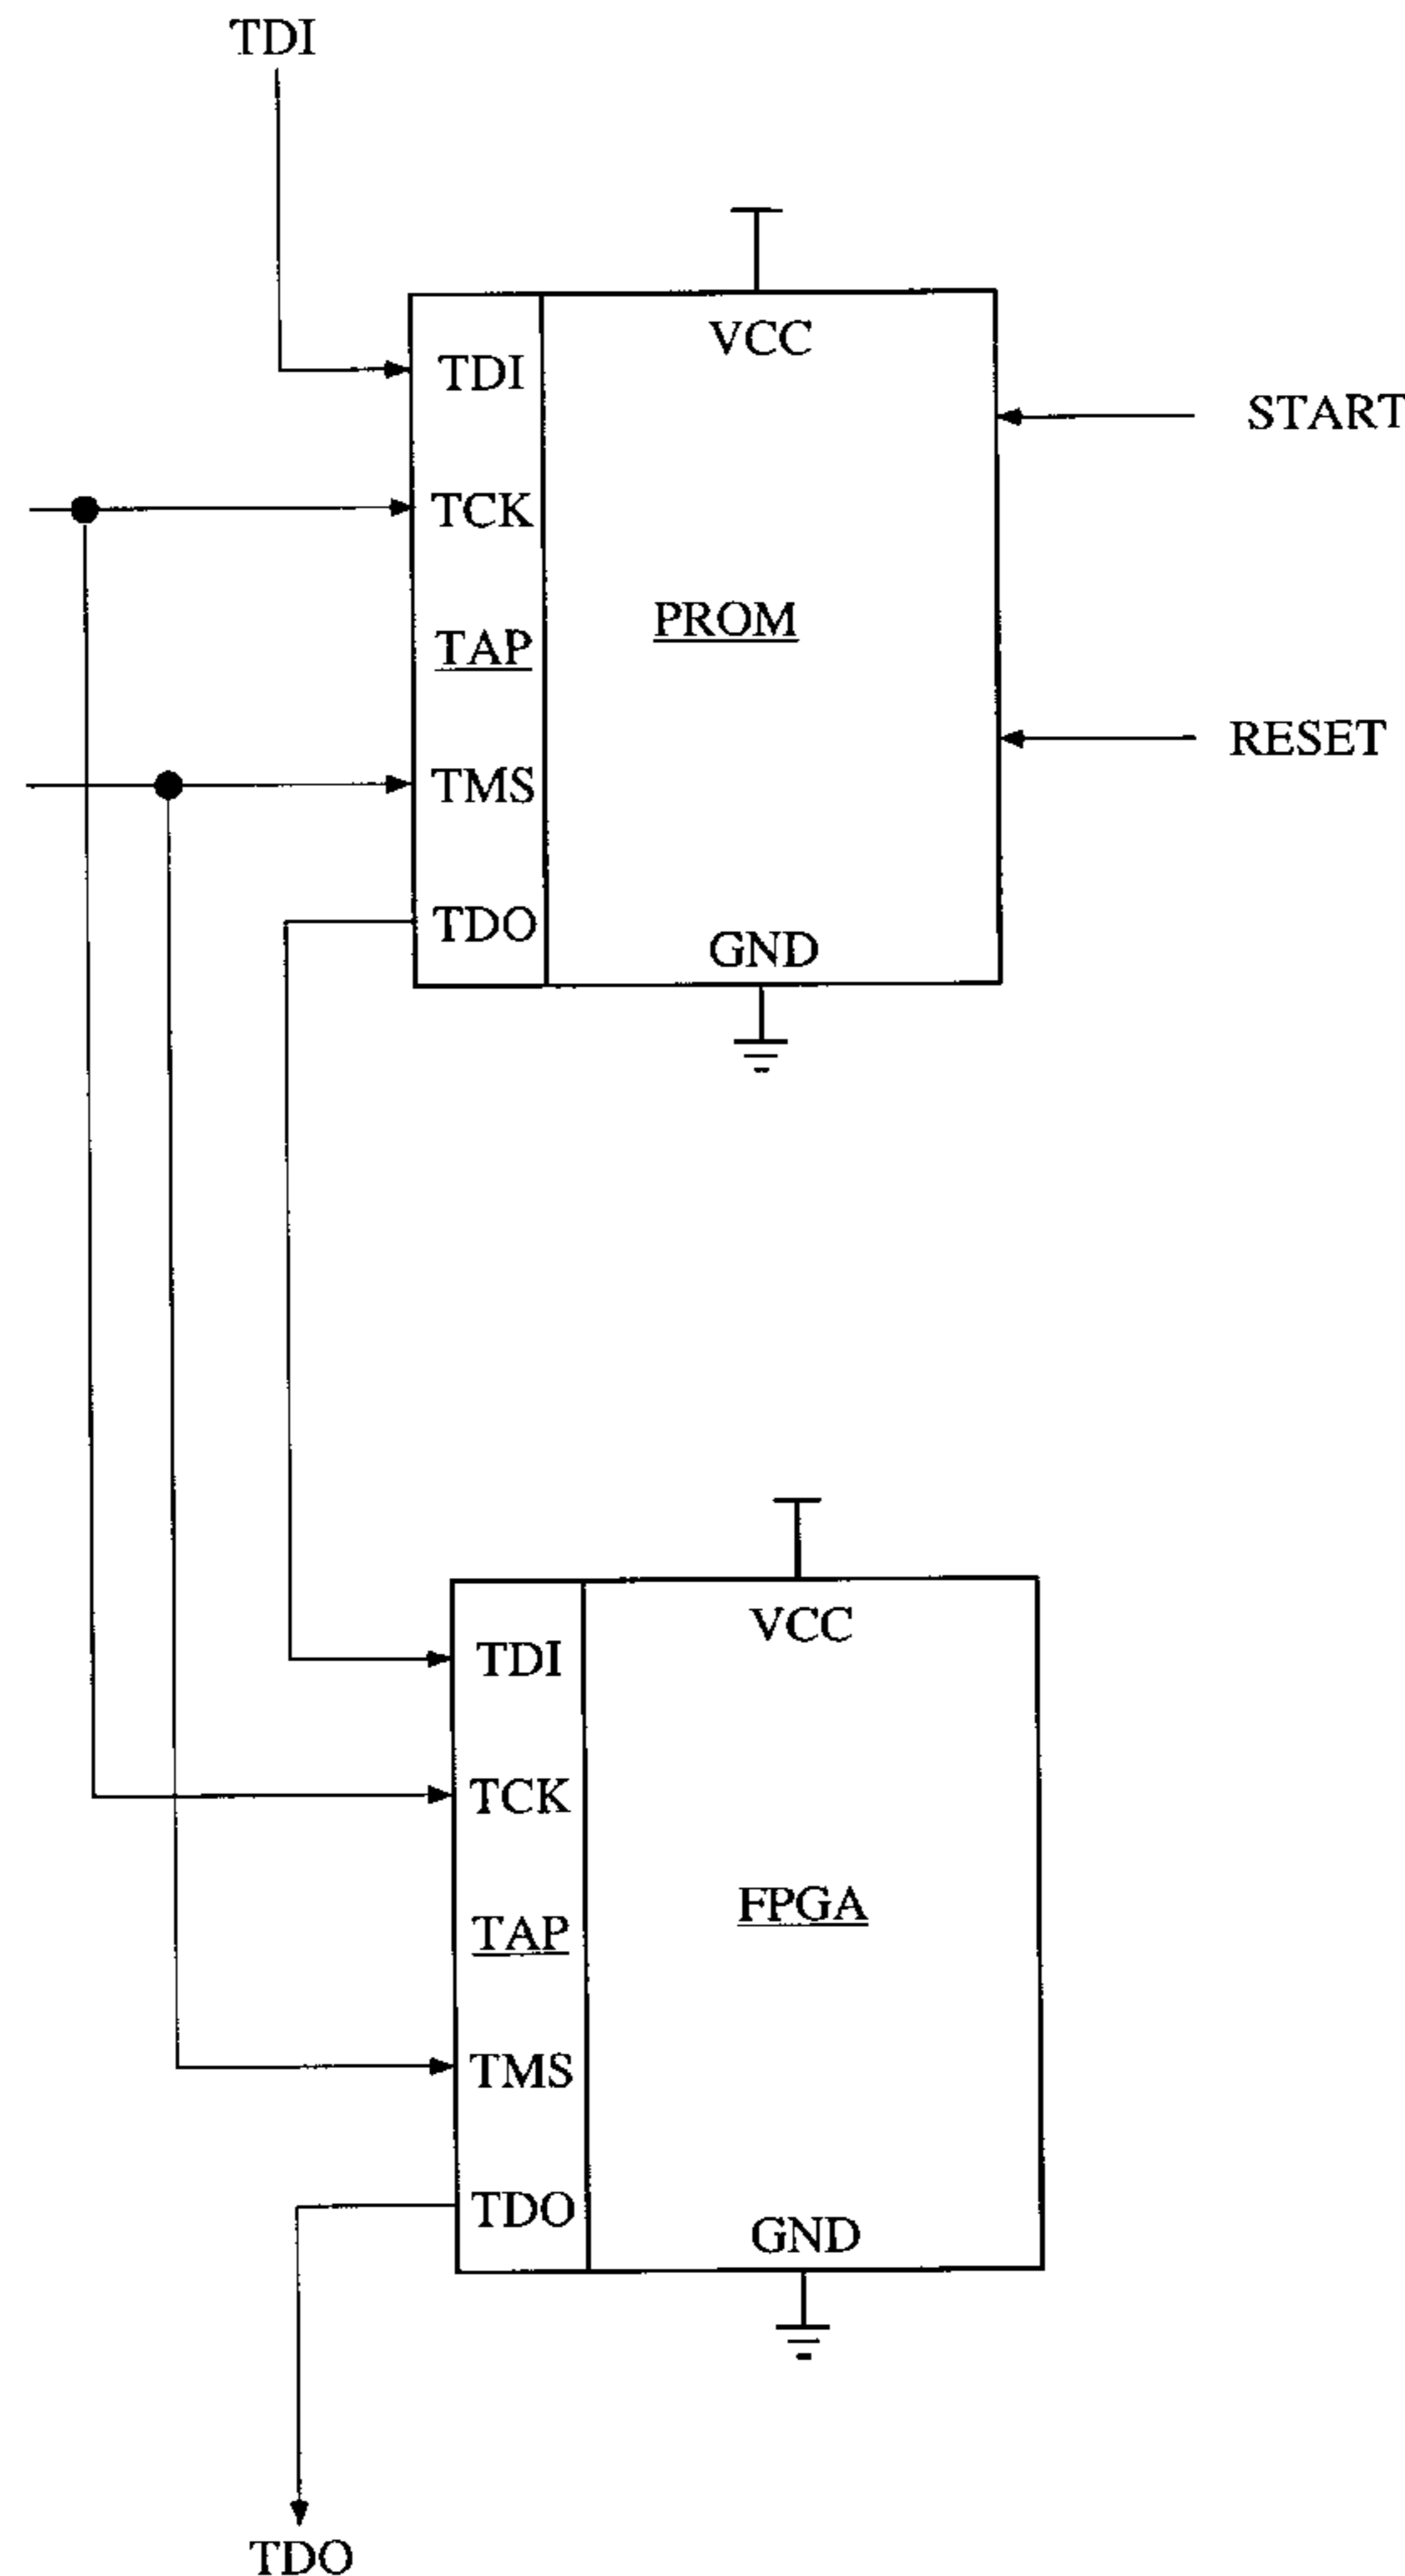 TDI
VCC
TDI
START
TCK
PROM
TAP
RESET
TMS
TDO
GND
VCC
TDI
TCK
FPGA
TAP
TMS
TDO
GND
TDO